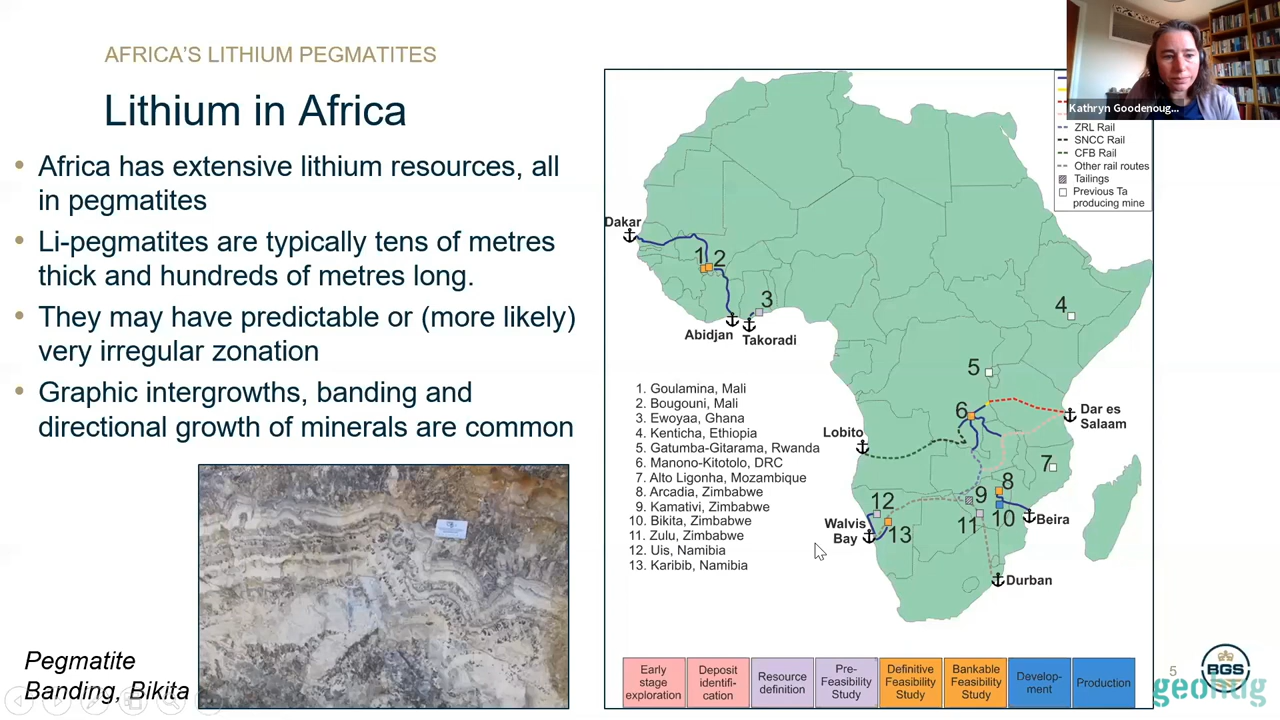 AFRICA'S LITHIUM PEGMATITES
Lithium in Africa
• Africa has extensive lithium resources, all
in pegmatites
• Li-pegmatites are typically tens of metres
thick and hundreds of metres long.
• They may have predictable or (more likely)
very irregular zonation
• Graphic intergrowths, banding and
directional growth of minerals are common
Pegmatite
Banding, Bikita
Kathryn Goodenoug...
ZRL Rail
SNCC Rail
CFB Rail
Other rail routes
Tailings
Previous Ta
producing mine
Dakar
1
2
3
Abidjan
Takoradi
4
5
6
Dar es
Salaam
Lobito
7
8
9
10
Beira
11
12
Walvis
Bay
13
Durban
1. Goulamina, Mali
2. Bougouni, Mali
3. Ewoyaa, Ghana
4. Kenticha, Ethiopia
5. Gatumba-Gitarama, Rwanda
6. Manono-Kitotolo, DRC
7. Alto Ligonha, Mozambique
8. Arcadia, Zimbabwe
9. Kamativi, Zimbabwe
10. Bikita, Zimbabwe
11. Zulu, Zimbabwe
12. Uis, Namibia
13. Karibib, Namibia
Early
stage
exploration
Deposit
identifi-
cation
Resource
definition
Pre-
Feasibility
Study
Definitive
Feasibility
Study
Bankable
Feasibility
Study
Develop-
ment
Production
5
BGS
geohug